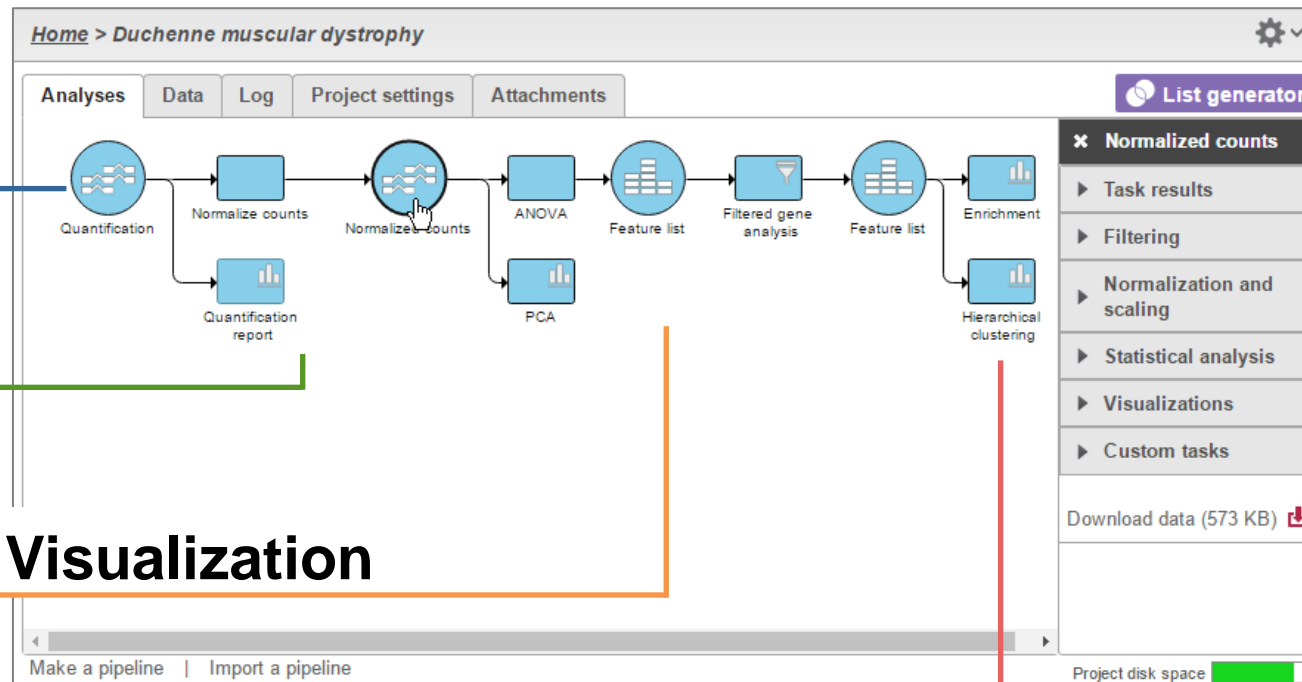 Home > Duchenne muscular dystrophy
Analyses
Data
Log
Project settings
Attachments
List generator
Quantification
Normalize counts
Normalized counts
ANOVA
Feature list
Filtered gene
analysis
Feature list
Enrichment
Quantification
report
PCA
Hierarchical
clustering
Normalized counts
Task results
Filtering
Normalization and
scaling
Statistical analysis
Visualizations
Custom tasks
Download data (573 KB)
Visualization
Make a pipeline | Import a pipeline
Project disk space